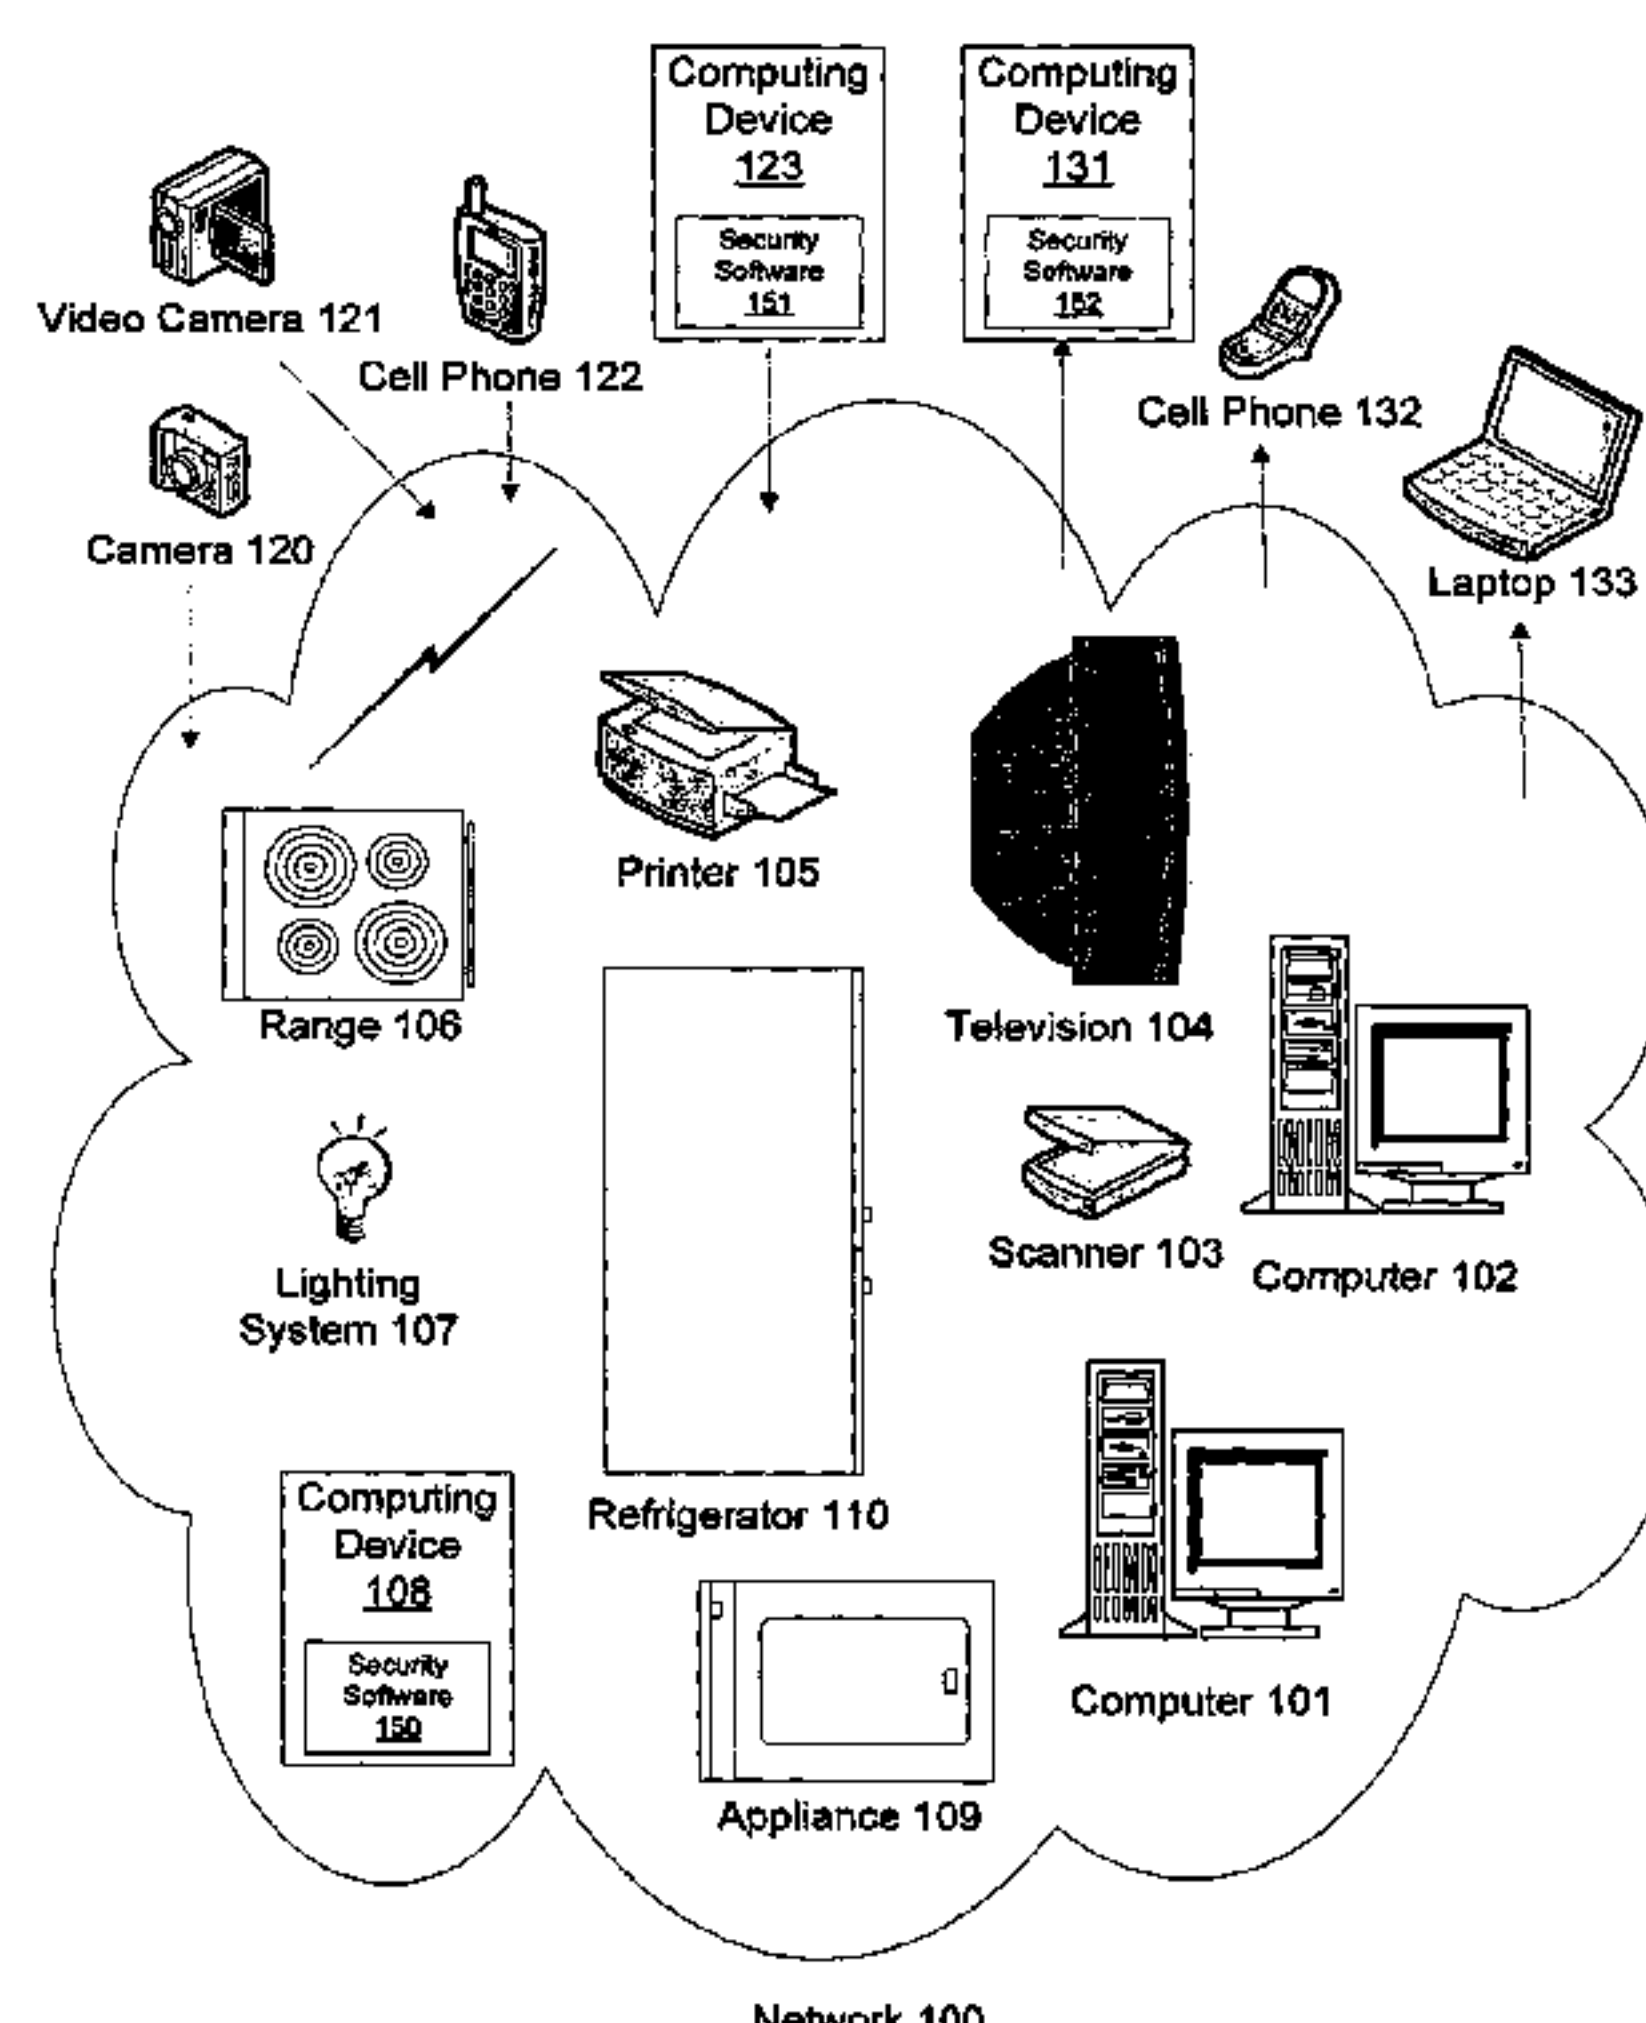 Computing
Device
123
Security
Software
151
Computing
Device
131
Security
Software
152
Video Camera 121
Cell Phone 122
Cell Phone 132
Camera 120
Laptop 133
Printer 105
Range 106
Television 104
Scanner 103
Computer 102
Lighting
System 107
Refrigerator 110
Computing
Device
108
Security
Software
150
Computer 101
Appliance 109
Network 100